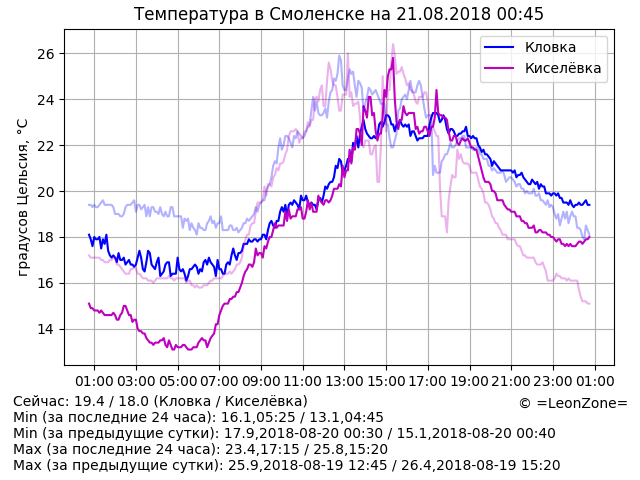 Температура в Смоленске на 21.08.2018 00:45
Кловка
Киселёвка
градусов Цельсия, °C
26
24
22
20
18
16
14
01:00 03:00 05:00 07:00 09:00 11:00 13:00 15:00 17:00 19:00 21:00 23:00 01:00
Сейчас: 19.4 / 18.0 (Кловка / Киселёвка)
© =LeonZone=
Min (за последние 24 часа): 16.1,05:25 / 13.1,04:45
Min (за предыдущие сутки): 17.9,2018-08-20 00:30 / 15.1,2018-08-20 00:40
Max (за последние 24 часа): 23.4,17:15 / 25.8,15:20
Max (за предыдущие сутки): 25.9,2018-08-19 12:45 / 26.4,2018-08-19 15:20